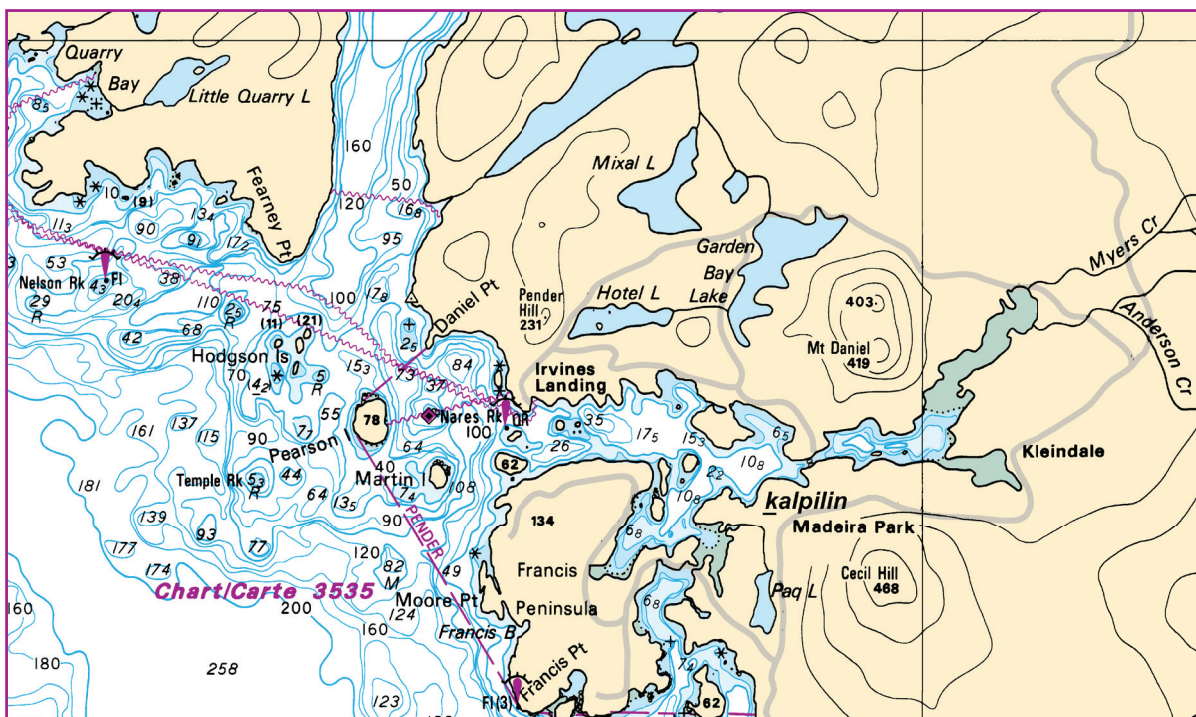 Quarry
Bay
Little Quarry L
8₅
160
50
120
16₈
95
10
(9)
13₄
11₃
90
9₁
17₂
Fearney Pt
Mixal L
Garden
Bay
Lake
Myers Cr
Anderson Cr
53
Nelson Rk
43
Fl
38
29
R
20₄
110
25
R
75
100
17₈
Daniel Pt
Pender
Hill
231
Hotel L
403
Mt Daniel
419
42
68
(11)
(21)
2₅
Hodgson Is
70
(4₂)
5
R
15₃
73
84
37
Irvines
Landing
55
78
Nares Rk
QR
100
35
17₅
15₃
6₅
161
137
115
90
77
Pearson I
64
26
62
10₈
22
Kleindale
181
Temple Rk
5₃
R
44
64
13₅
40
Martin I
74
108
10₈
kalpilin
Madeira Park
139
93
77
90
PENDER
134
6₈
177
174
120
82
M
49
Francis
Peninsula
Cecil Hill
468
Chart/Carte 3535
200
Moore Pt
124
160
Francis B
6₈
Paq L
160
180
258
123
Francis Pt
Fl(3)
7₄
62